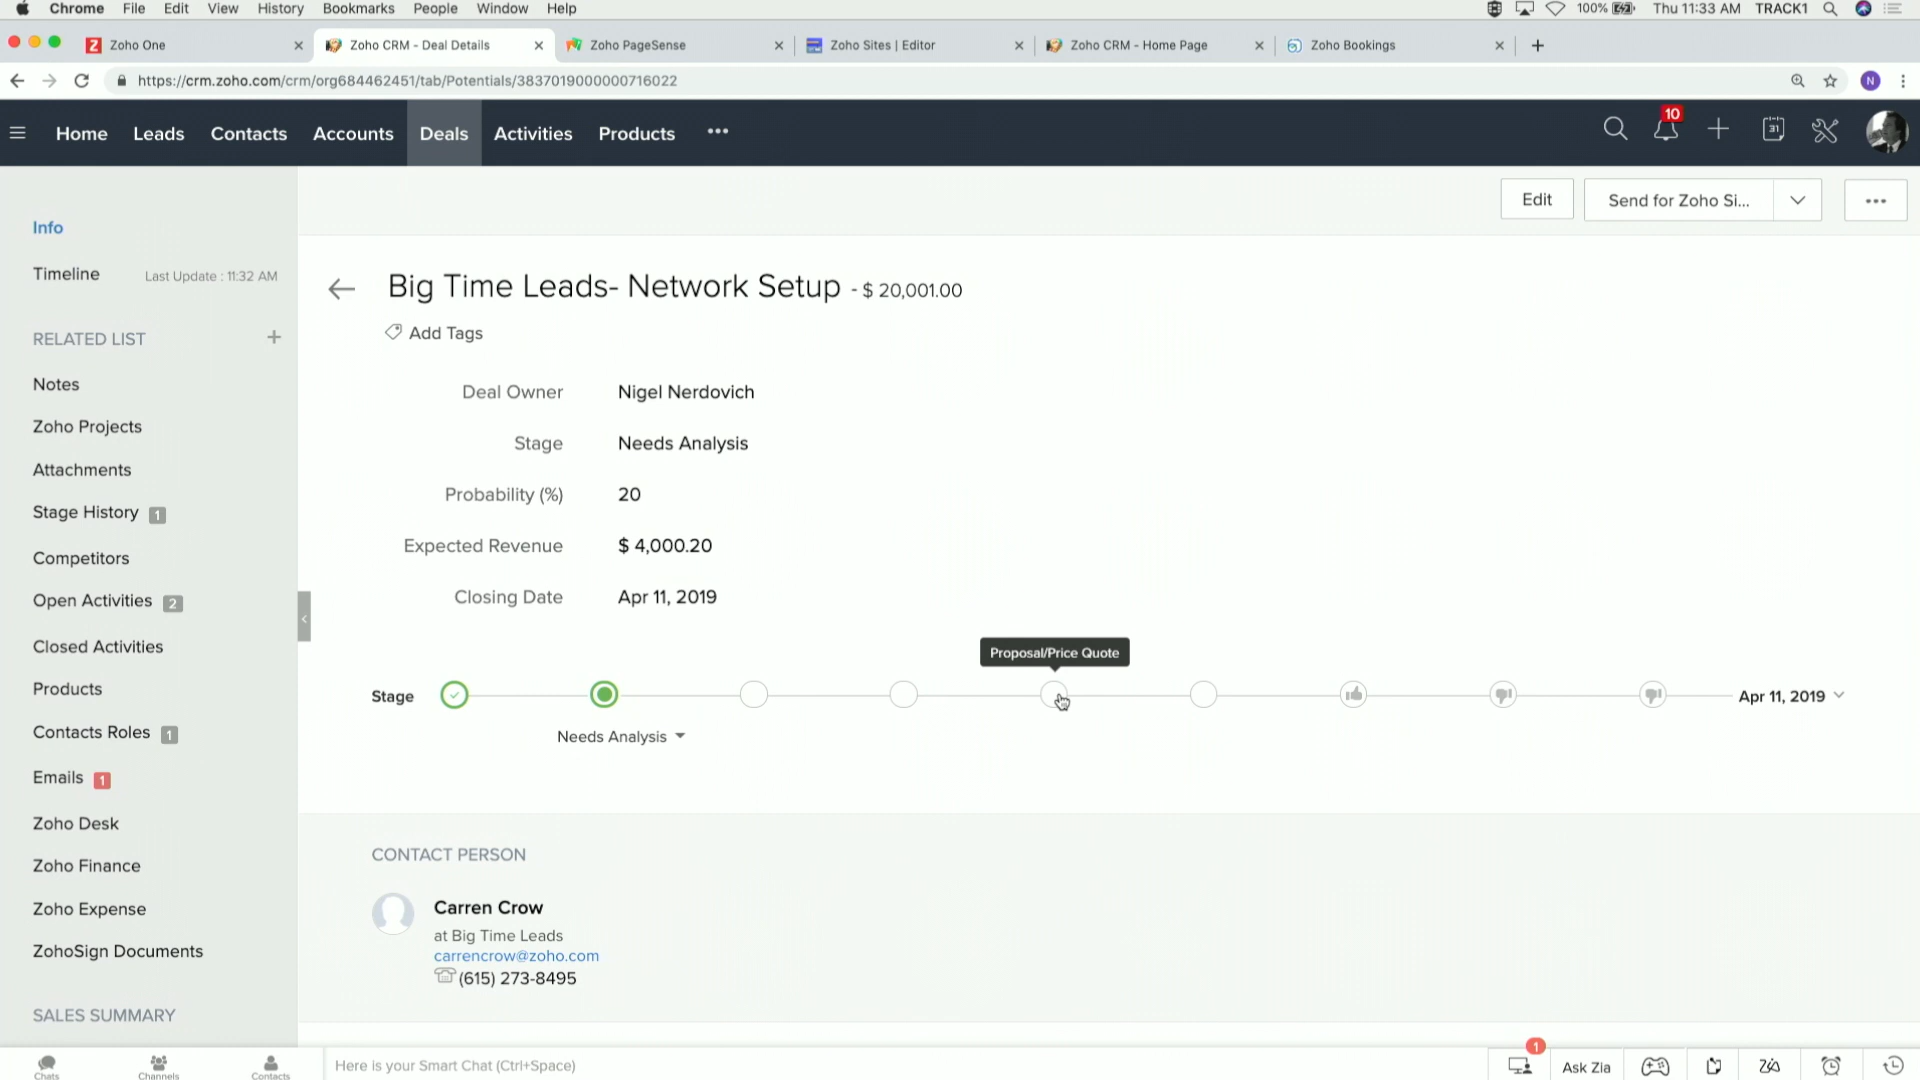 Chrome File Edit View History Bookmarks People Window Help 100% Thu 11:33 AM TRACK1
Zoho One Zoho CRM - Deal Details Zoho PageSense Zoho Sites | Editor Zoho CRM - Home Page Zoho Bookings
https://crm.zoho.com/crm/org684462451/tab/Potentials/3837019000000716022 N
Home Leads Contacts Accounts Deals Activities Products ••• 10 31
Edit Send for Zoho Si... •••
Info
Timeline Last Update : 11:32 AM
RELATED LIST +
Notes
Zoho Projects
Attachments
Stage History 1
Competitors
Open Activities 2
Closed Activities
Products
Contacts Roles 1
Emails 1
Zoho Desk
Zoho Finance
Zoho Expense
ZohoSign Documents
SALES SUMMARY
Big Time Leads- Network Setup - $ 20,001.00
Add Tags
Deal Owner Nigel Nerdovich
Stage Needs Analysis
Probability (%) 20
Expected Revenue $ 4,000.20
Closing Date Apr 11, 2019
Proposal/Price Quote
Stage Apr 11, 2019
Needs Analysis
CONTACT PERSON
Carren Crow
at Big Time Leads
carrencrow@zoho.com
(615) 273-8495
Chats Channels Contacts Here is your Smart Chat (Ctrl+Space) 1 Ask Zia